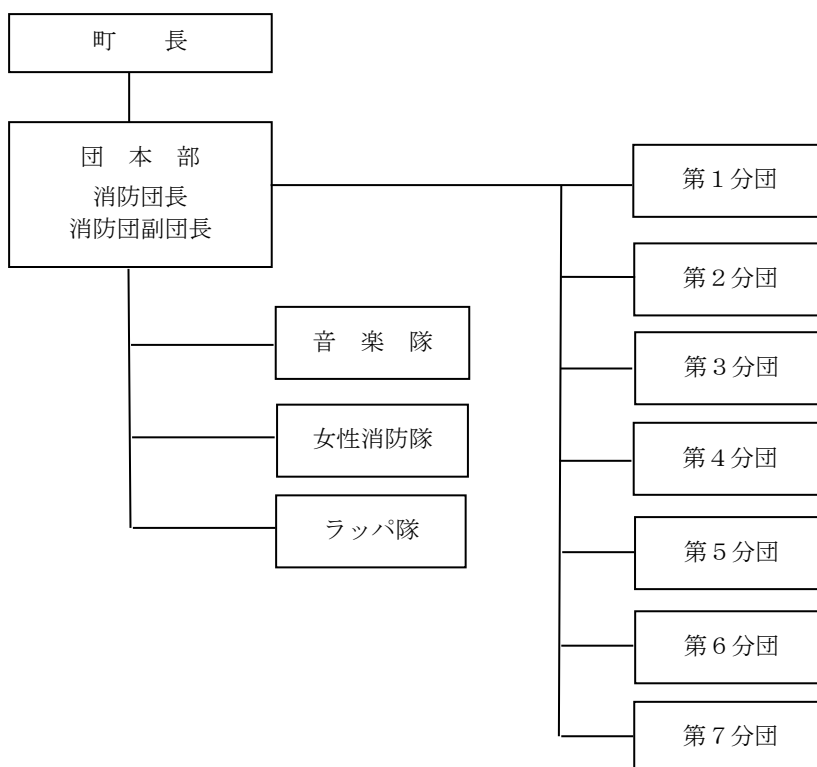 町　　長
団　本　部
消防団長
消防団副団長
音　楽　隊
女性消防隊
ラッパ隊
第１分団
第２分団
第３分団
第４分団
第５分団
第６分団
第７分団